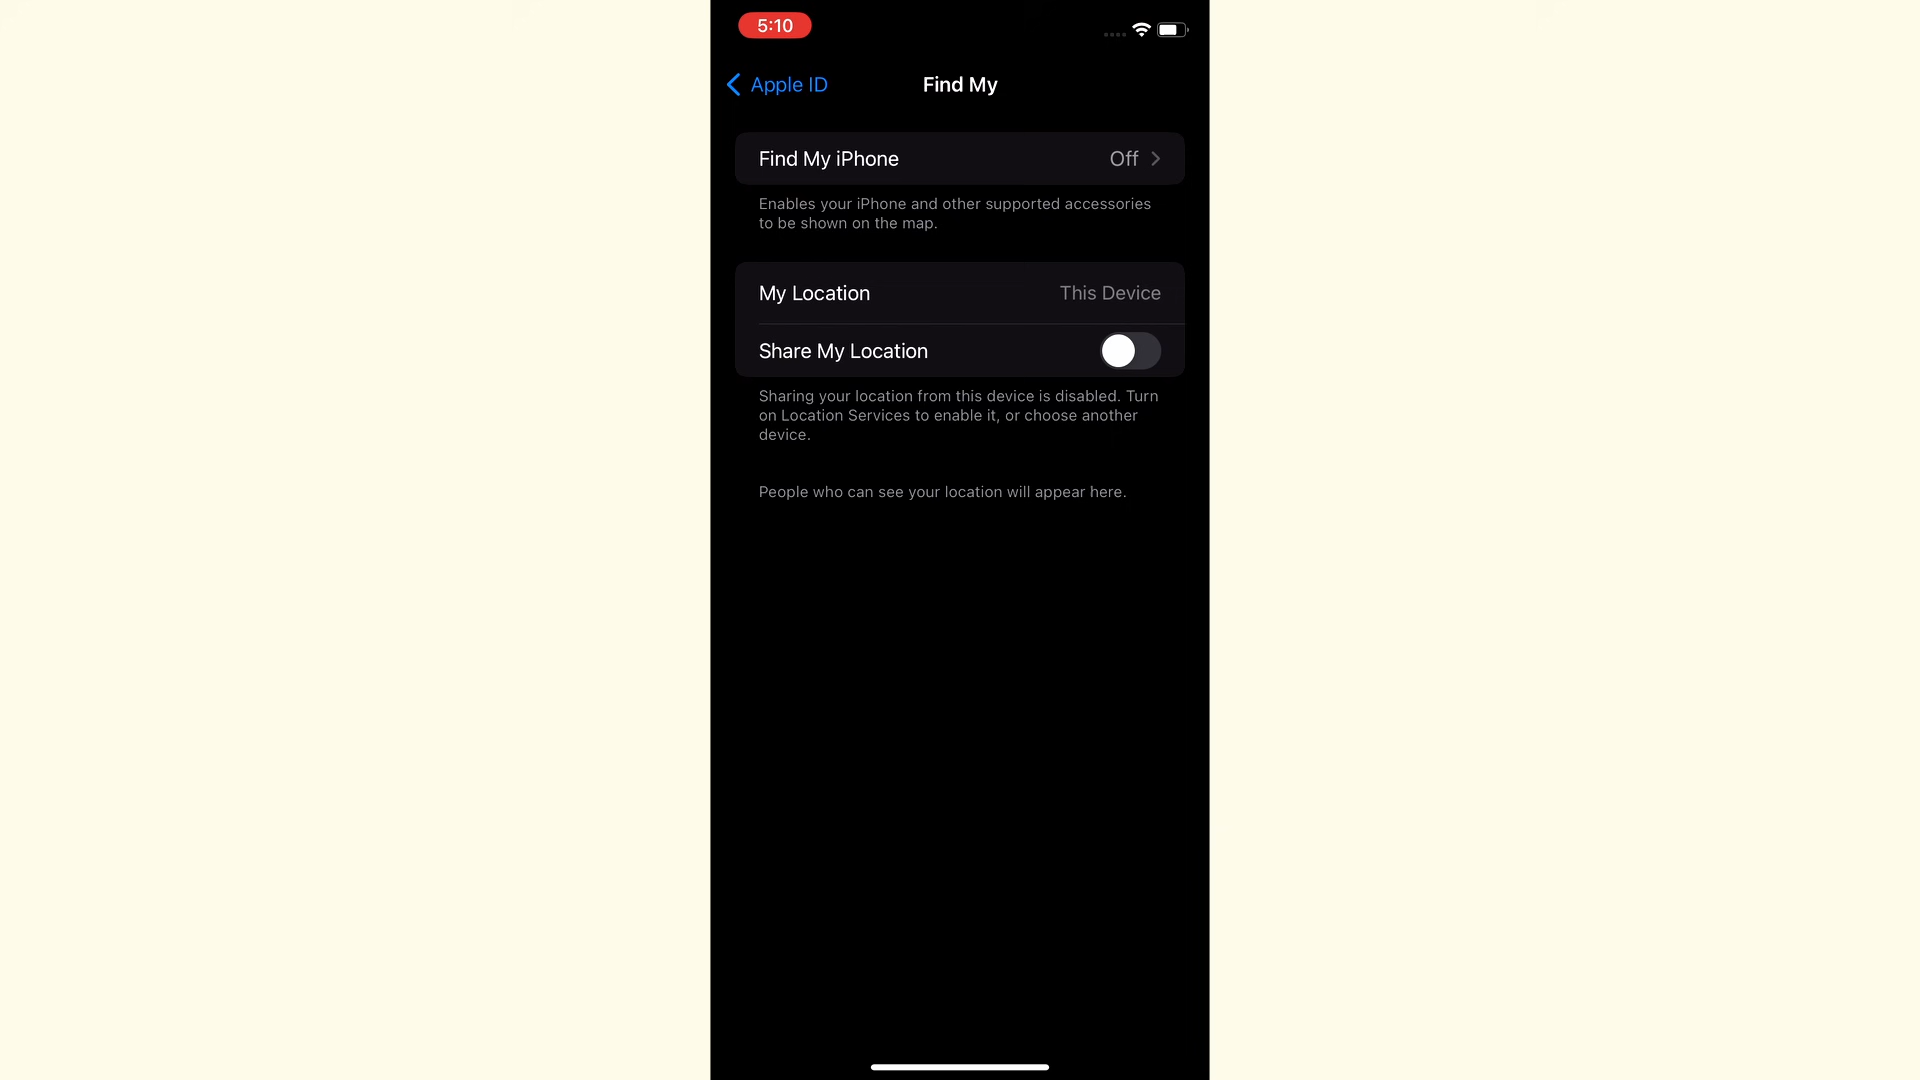 5:10
Apple ID
Find My
Find My iPhone Off
Enables your iPhone and other supported accessories
to be shown on the map.
My Location This Device
Share My Location
Sharing your location from this device is disabled. Turn
on Location Services to enable it, or choose another
device.
People who can see your location will appear here.